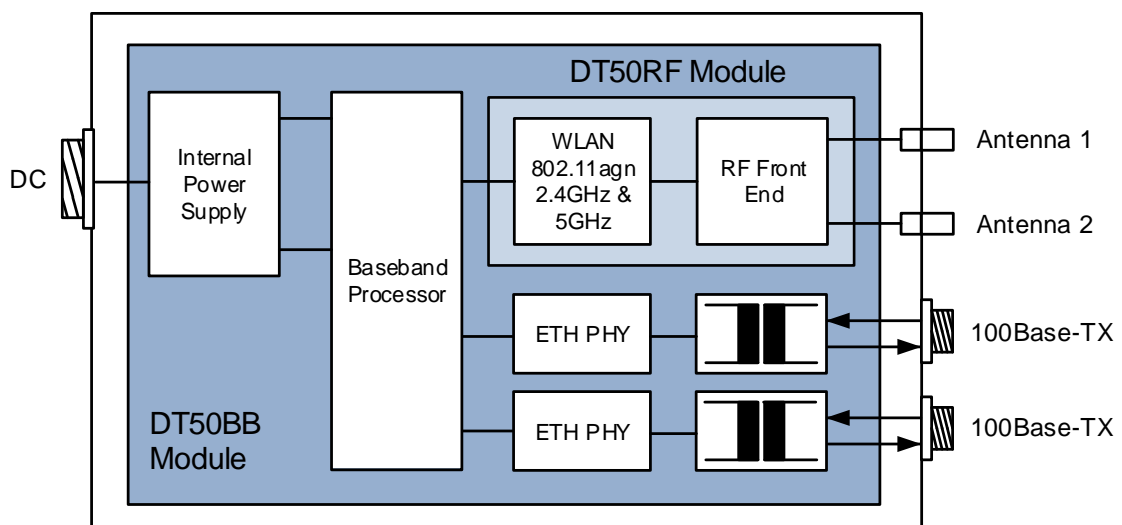 DT50RF Module
DC
Internal
Power
Supply
Baseband
Processor
WLAN
802.11agn
2.4GHz &
5GHz
RF Front
End
Antenna 1
Antenna 2
ETH PHY
100Base-TX
ETH PHY
100Base-TX
DT50BB
Module